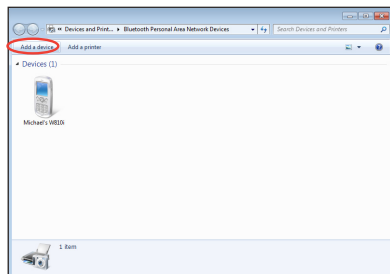 « Devices and Print... ▸ Bluetooth Personal Area Network Devices
Search Devices and Printers
Add a device
Add a printer
Devices (1)
Michael's W810i
1 item